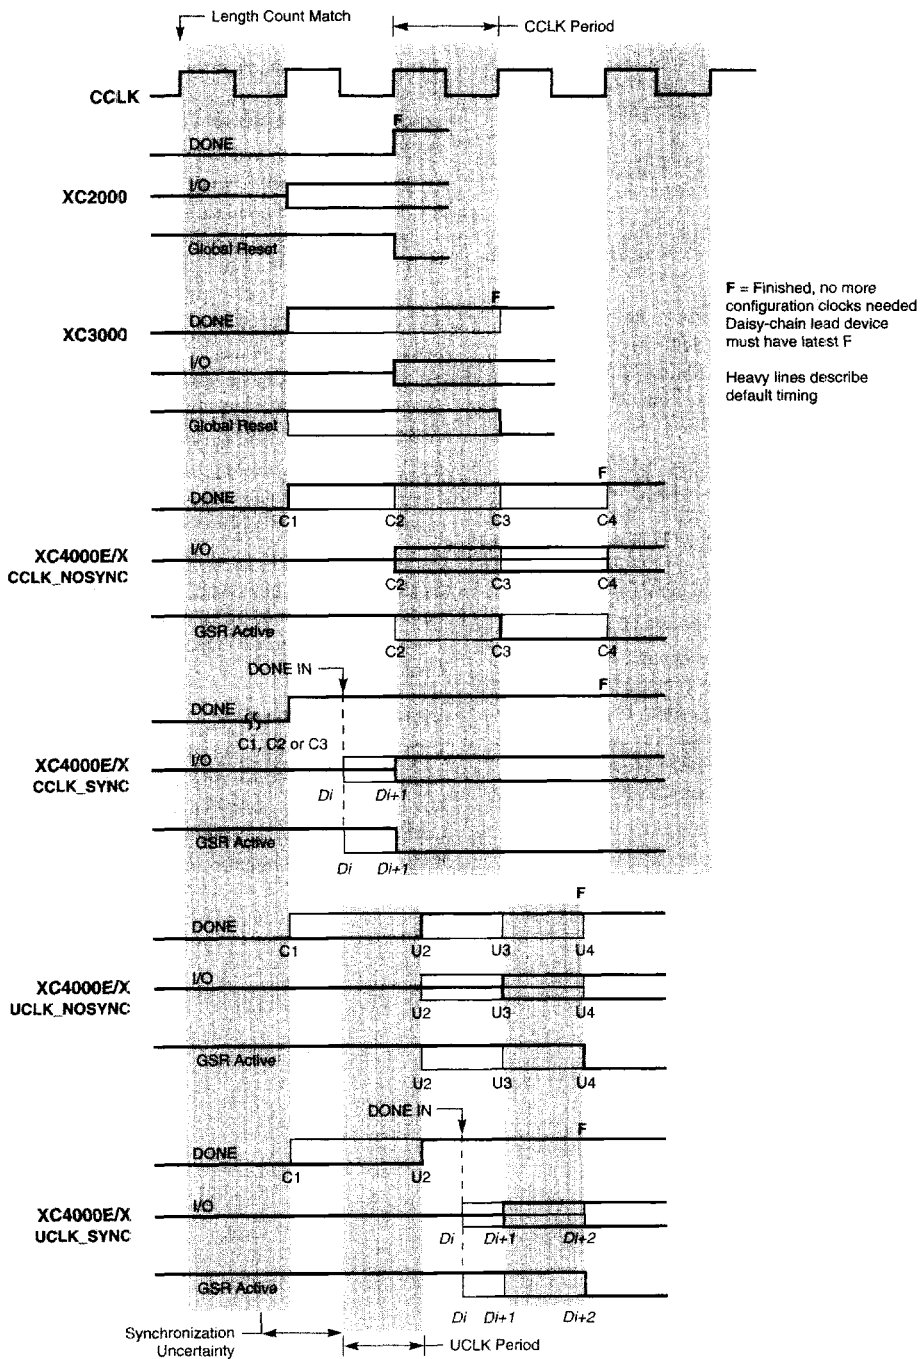 Length Count Match
CCLK Period
CCLK
F
DONE
I/O
XC2000
Global Reset
F = Finished, no more
configuration clocks needed
Daisy-chain lead device
must have latest F
Heavy lines describe
default timing
F
DONE
XC3000
I/O
Global Reset
F
DONE
C1 C2 C3 C4
I/O
XC4000E/X
CCLK_NOSYNC
C2 C3 C4
GSR Active
C2 C3 C4
DONE IN
F
DONE
C1, C2 or C3
I/O
XC4000E/X
CCLK_SYNC
Di Di+1
GSR Active
Di Di+1
F
DONE
C1 U2 U3 U4
I/O
XC4000E/X
UCLK_NOSYNC
U2 U3 U4
GSR Active
U2 U3 U4
DONE IN
F
DONE
C1 U2
I/O
XC4000E/X
UCLK_SYNC
Di Di+1 Di+2
GSR Active
Di Di+1 Di+2
Synchronization
Uncertainty
UCLK Period